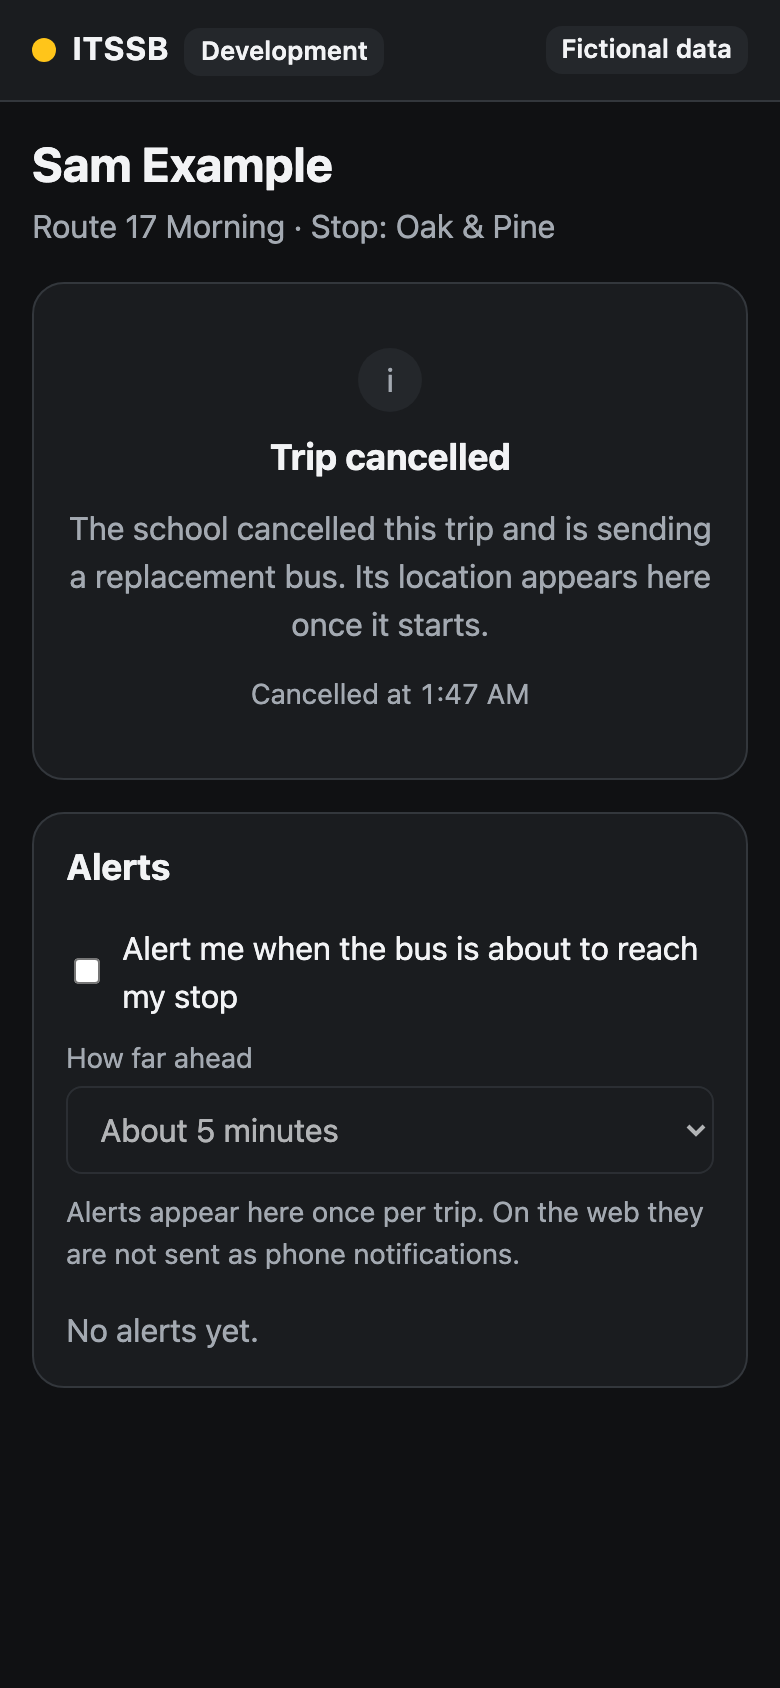 ITSSB Development Fictional data
Sam Example
Route 17 Morning · Stop: Oak & Pine
i
Trip cancelled
The school cancelled this trip and is sending
a replacement bus. Its location appears here
once it starts.
Cancelled at 1:47 AM
Alerts
Alert me when the bus is about to reach
my stop
How far ahead
About 5 minutes
Alerts appear here once per trip. On the web they
are not sent as phone notifications.
No alerts yet.